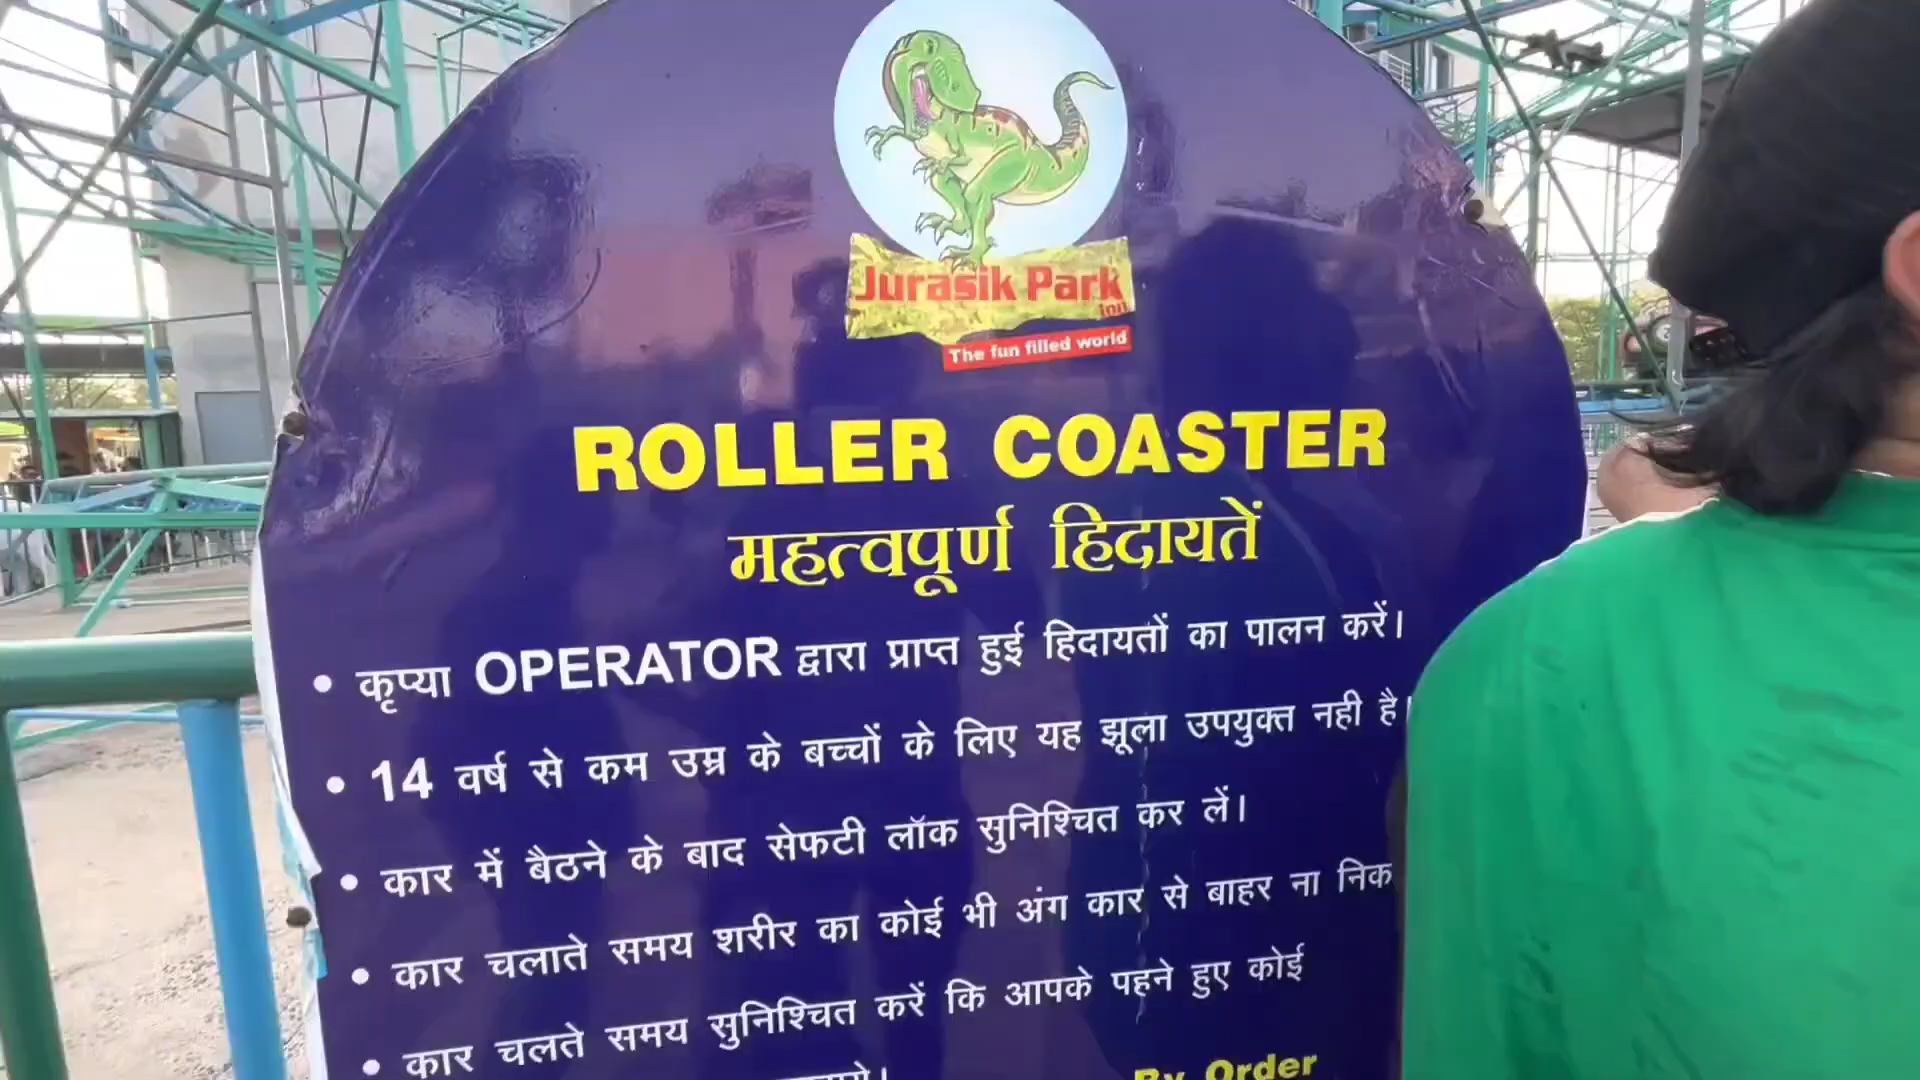 Jurasik Park
inn
The fun filled world
ROLLER COASTER
महत्वपूर्ण हिदायतें
• कृप्या OPERATOR द्वारा प्राप्त हुई हिदायतों का पालन करें।
• 14 वर्ष से कम उम्र के बच्चों के लिए यह झूला उपयुक्त नही है।
• कार में बैठने के बाद सेफटी लॉक सुनिश्चित कर लें।
• कार चलाते समय शरीर का कोई भी अंग कार से बाहर ना निक
• कार चलते समय सुनिश्चित करें कि आपके पहने हुए कोई
By Order